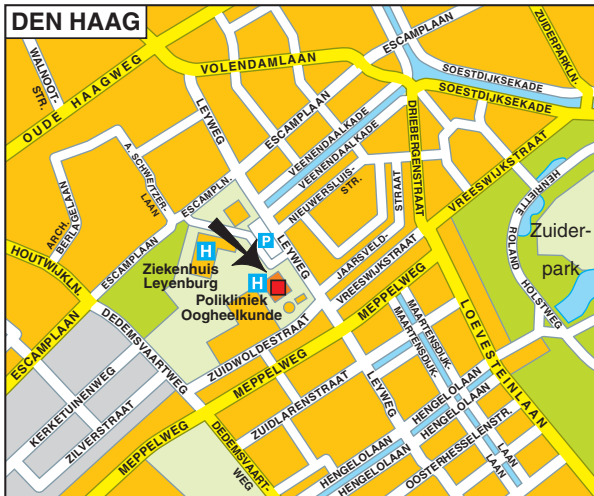 DEN HAAG
WALNOOT-
STR.
OUDE HAAGWEG
VOLENDAMLAAN
ESCAMPLAAN
ZUIDERPARKLN.
SOESTDIJKSEKADE
SOESTDIJKSEKADE
LEYWEG
ESCAMPLAAN
VEENENDAALKADE
VEENENDAALKADE
DRIEBERGENSTRAAT
VREESWIJKSTRAAT
A. SCHWEITZER-
LAAN
ESCAMPLN.
NIEUWERSLUIS-
STR.
STRAAT
JAARSVELD-
ARCH.
BERLAGELAAN
HENRIETTE
ROLAND
HOLSTWEG
Zuider-
park
HOUTWIJKLN.
ESCAMPLAAN
ESCAMPLAAN
H
P
LEYWEG
Ziekenhuis
Leyenburg
H
Polikliniek
Oogheelkunde
VREESWIJKSTRAAT
MEPPELWEG
DEDEMSVAARTWEG
ZUIDWOLDESTRAAT
MEPPELWEG
MAARTENSDIJK-
MAARTENSDIJK-
LAAN
LAAN
LOEVESTEINLAAN
KERKETUINENWEG
ZILVERSTRAAT
MEPPELWEG
DEDEMSVAART-
WEG
ZUIDLARENSTRAAT
LEYWEG
HENGELOLAAN
HENGELOLAAN
HENGELOLAAN
HENGELOLAAN
OOSTERHESSELENSTR.